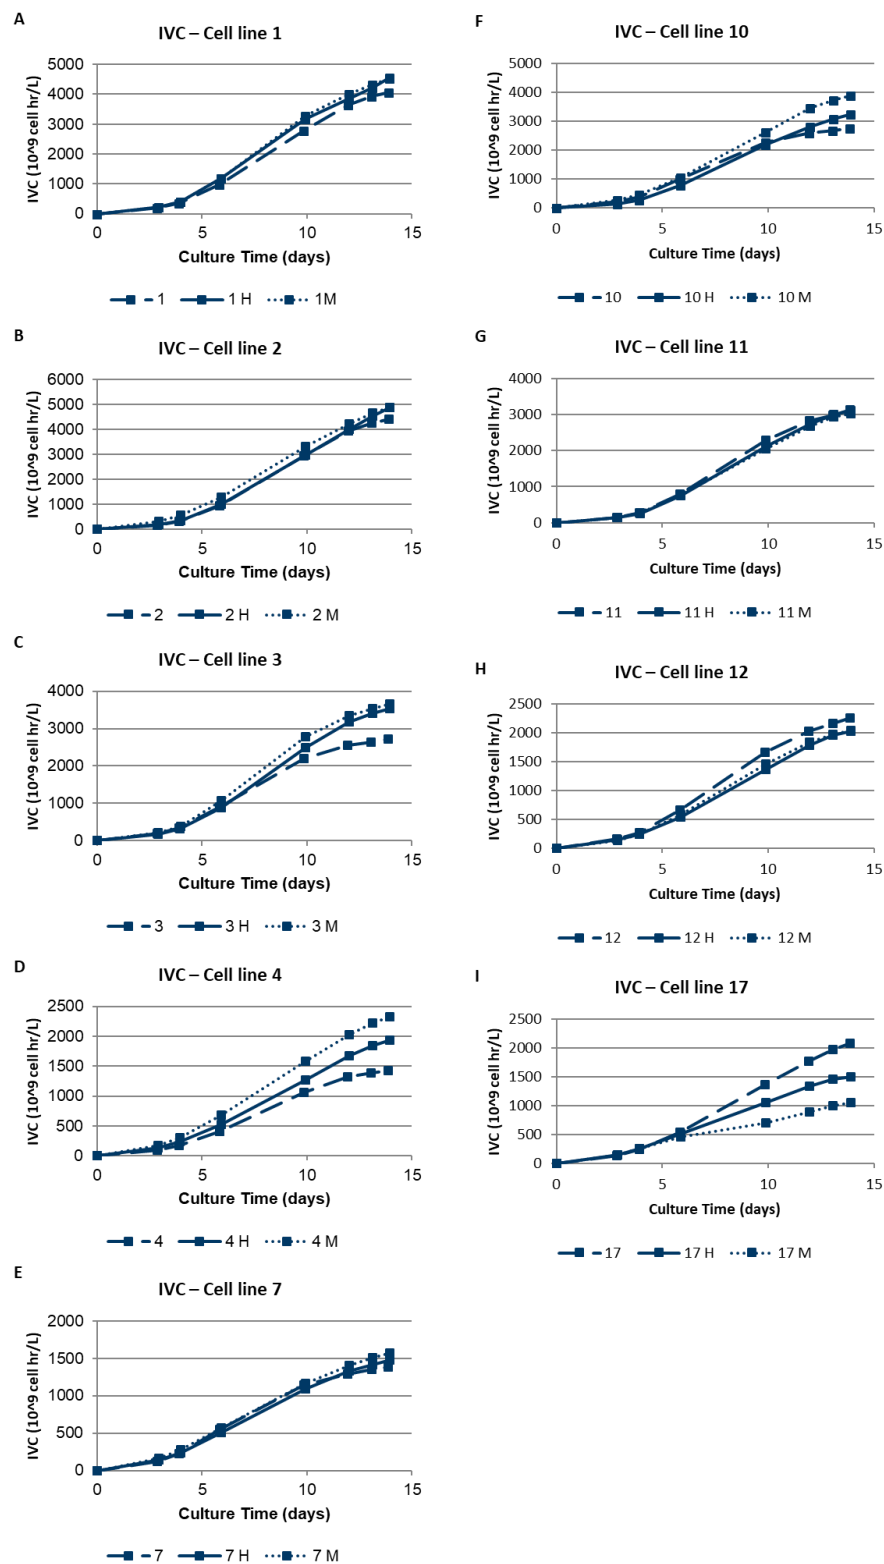 A
IVC – Cell line 1
IVC (10^9 cell hr/L)
5000
4000
3000
2000
1000
0
0 5 10 15
Culture Time (days)
1 1 H 1M
B
IVC – Cell line 2
IVC (10^9 cell hr/L)
6000
5000
4000
3000
2000
1000
0
0 5 10 15
Culture Time (days)
2 2 H 2 M
C
IVC – Cell line 3
IVC (10^9 cell hr/L)
4000
3000
2000
1000
0
0 5 10 15
Culture Time (days)
3 3 H 3 M
D
IVC – Cell line 4
IVC (10^9 cell hr/L)
2500
2000
1500
1000
500
0
0 5 10 15
Culture Time (days)
4 4 H 4 M
E
IVC – Cell line 7
IVC (10^9 cell hr/L)
2000
1500
1000
500
0
0 5 10 15
Culture Time (days)
7 7 H 7 M
F
IVC – Cell line 10
IVC (10^9 cell hr/L)
5000
4000
3000
2000
1000
0
0 5 10 15
Culture Time (days)
10 10 H 10 M
G
IVC – Cell line 11
IVC (10^9 cell hr/L)
4000
3000
2000
1000
0
0 5 10 15
Culture Time (days)
11 11 H 11 M
H
IVC – Cell line 12
IVC (10^9 cell hr/L)
2500
2000
1500
1000
500
0
0 5 10 15
Culture Time (days)
12 12 H 12 M
I
IVC – Cell line 17
IVC (10^9 cell hr/L)
2500
2000
1500
1000
500
0
0 5 10 15
Culture Time (days)
17 17 H 17 M